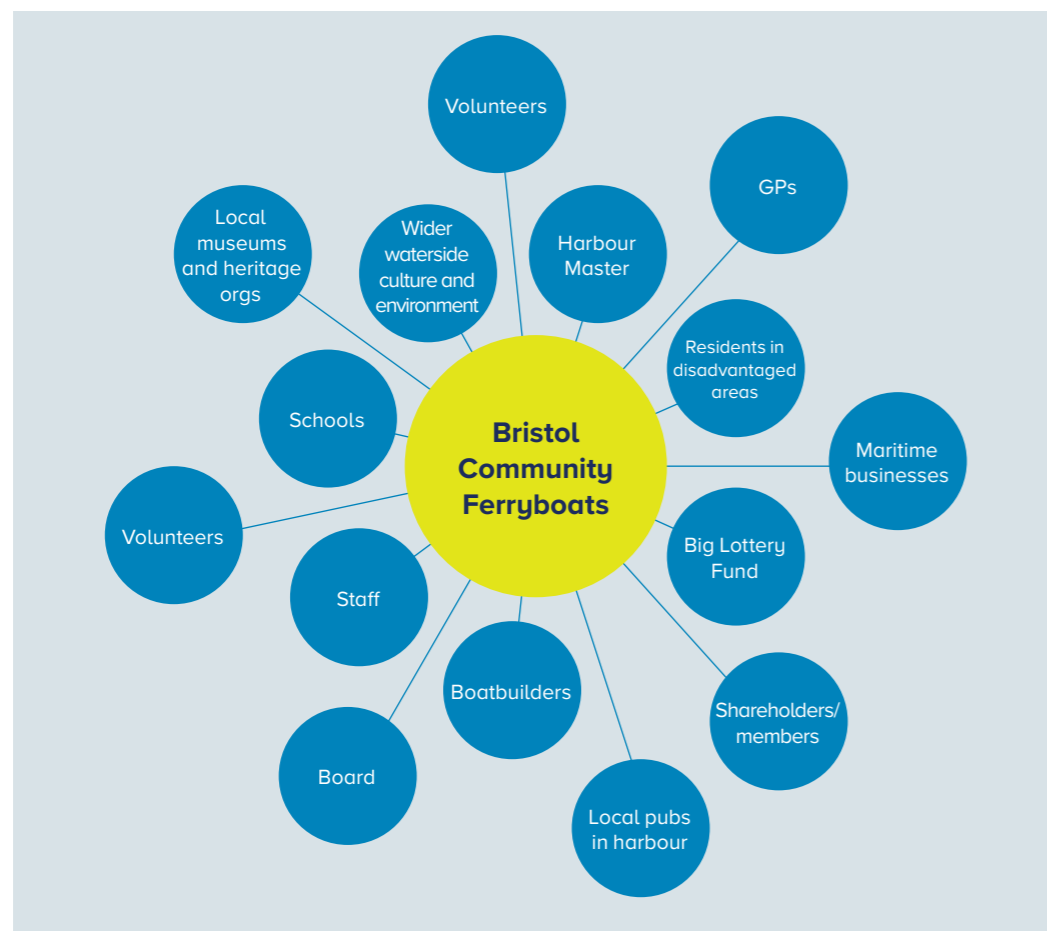 Volunteers
GPs
Local
museums
and heritage
orgs
Wider
waterside
culture and
environment
Harbour
Master
Residents in
disadvantaged
areas
Schools
Bristol
Community
Ferryboats
Maritime
businesses
Volunteers
Big Lottery
Fund
Staff
Boatbuilders
Shareholders/
members
Board
Local pubs
in harbour